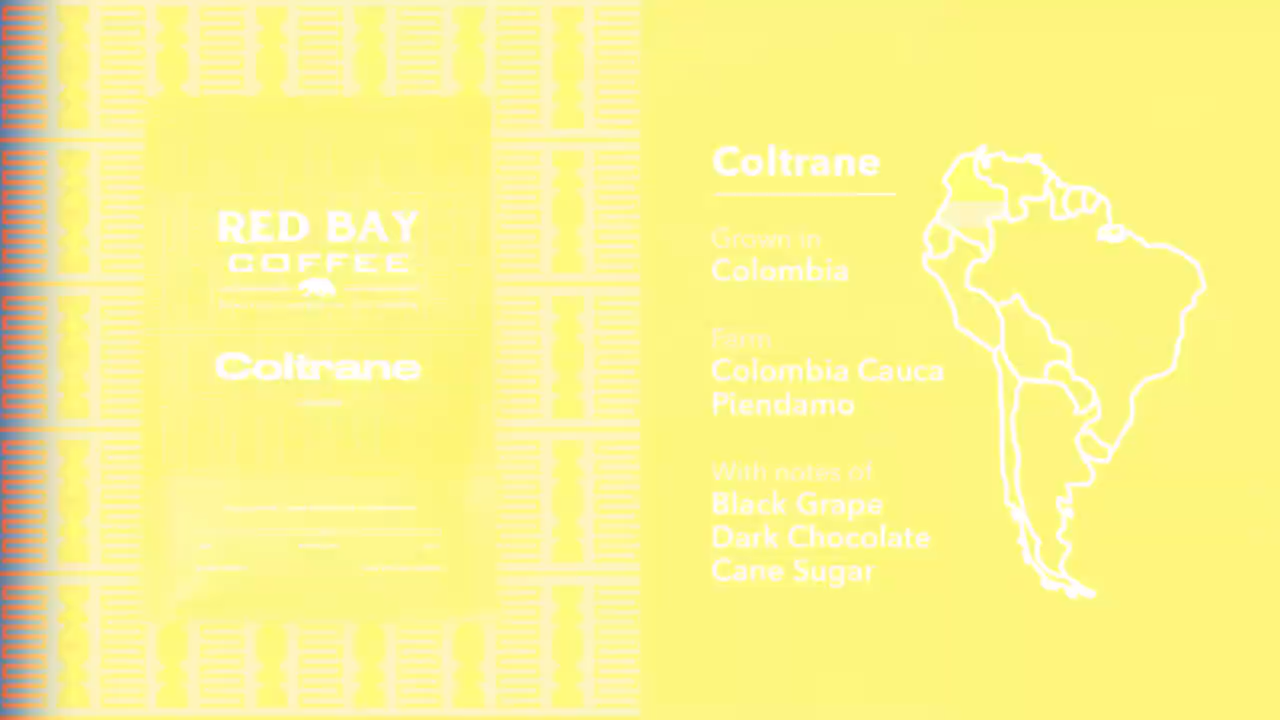 RED BAY
COFFEE
Coltrane
Coltrane
Grown in
Colombia
Farm
Colombia Cauca
Piendamo
With notes of
Black Grape
Dark Chocolate
Cane Sugar